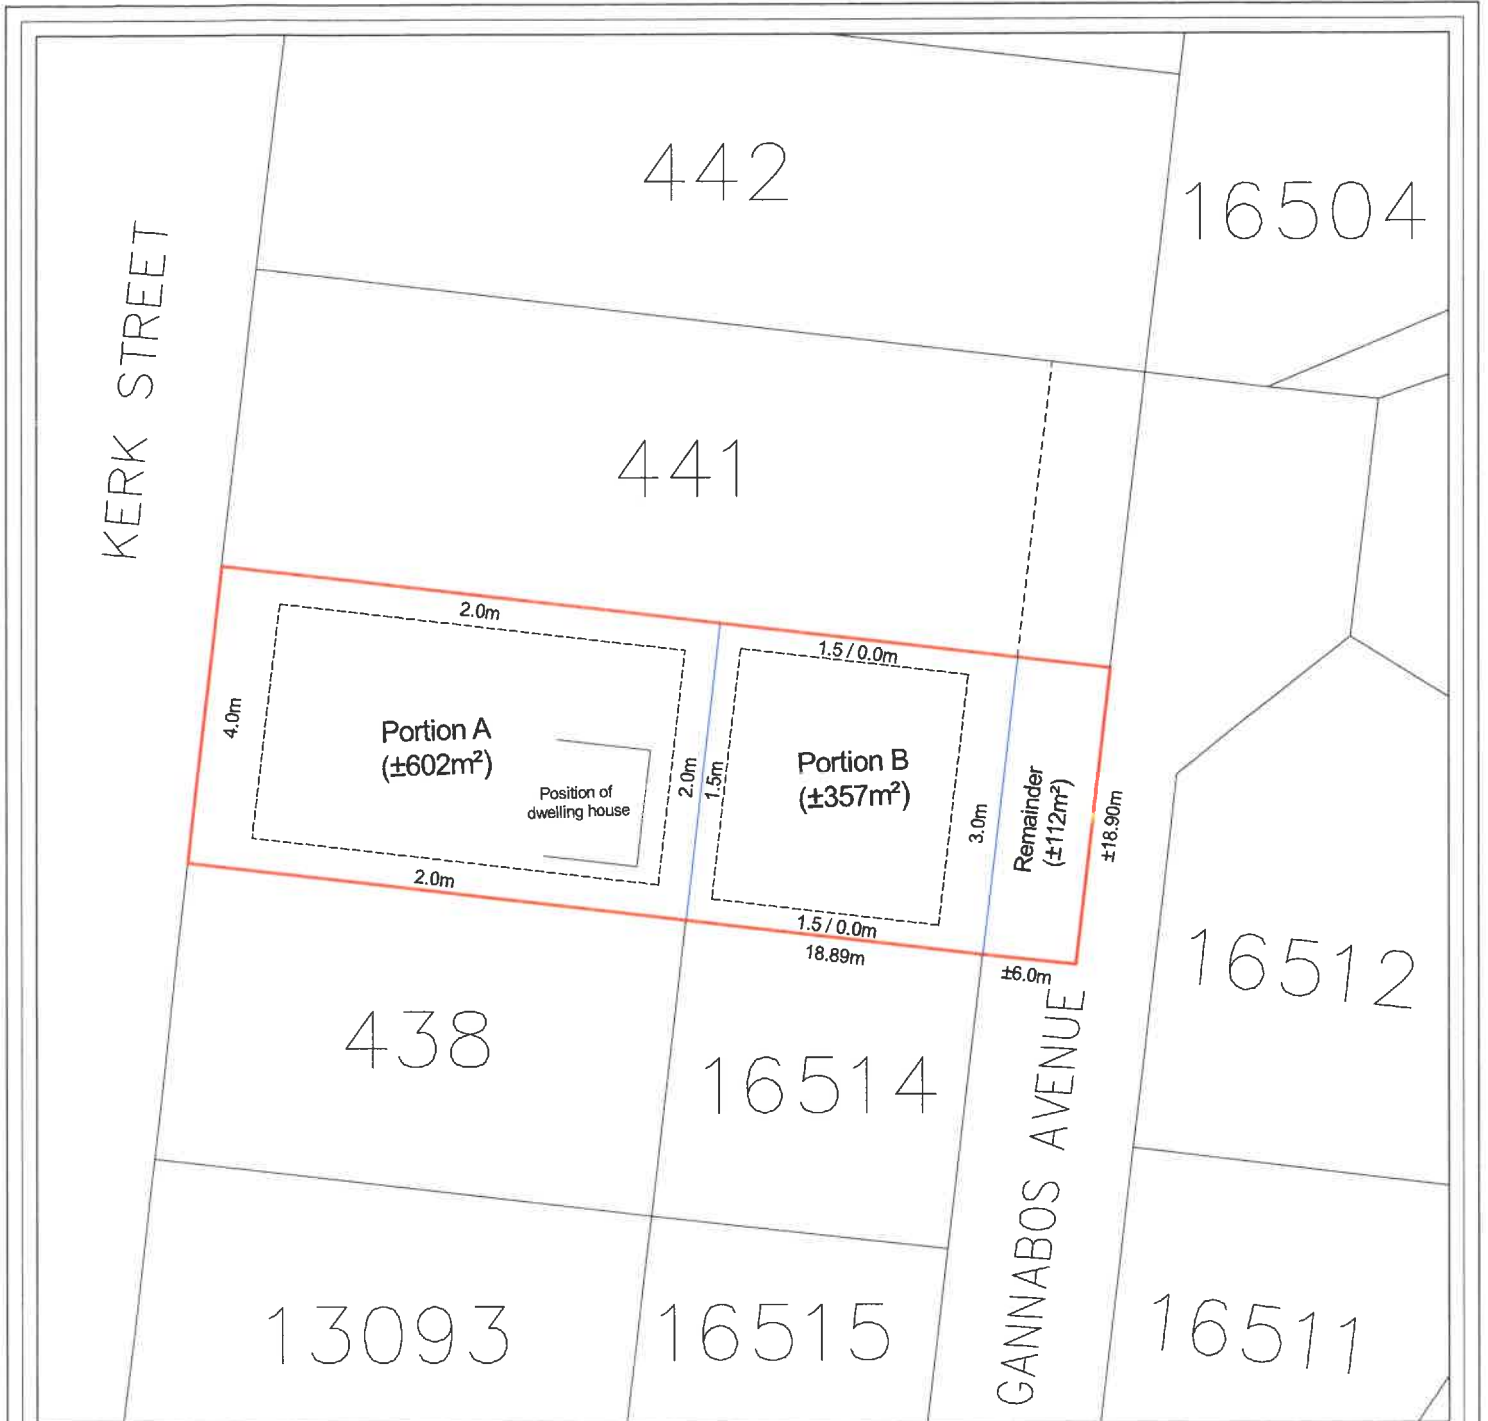 442
16504
KERK STREET
441
2.0m
1.5 / 0.0m
4.0m
Portion A
(±602m²)
Position of
dwelling house
2.0m
1.5m
Portion B
(±357m²)
3.0m
Remainder
(±112m²)
±18.90m
2.0m
1.5 / 0.0m
18.89m
±6.0m
438
16514
16512
GANNABOS AVENUE
13093
16515
16511